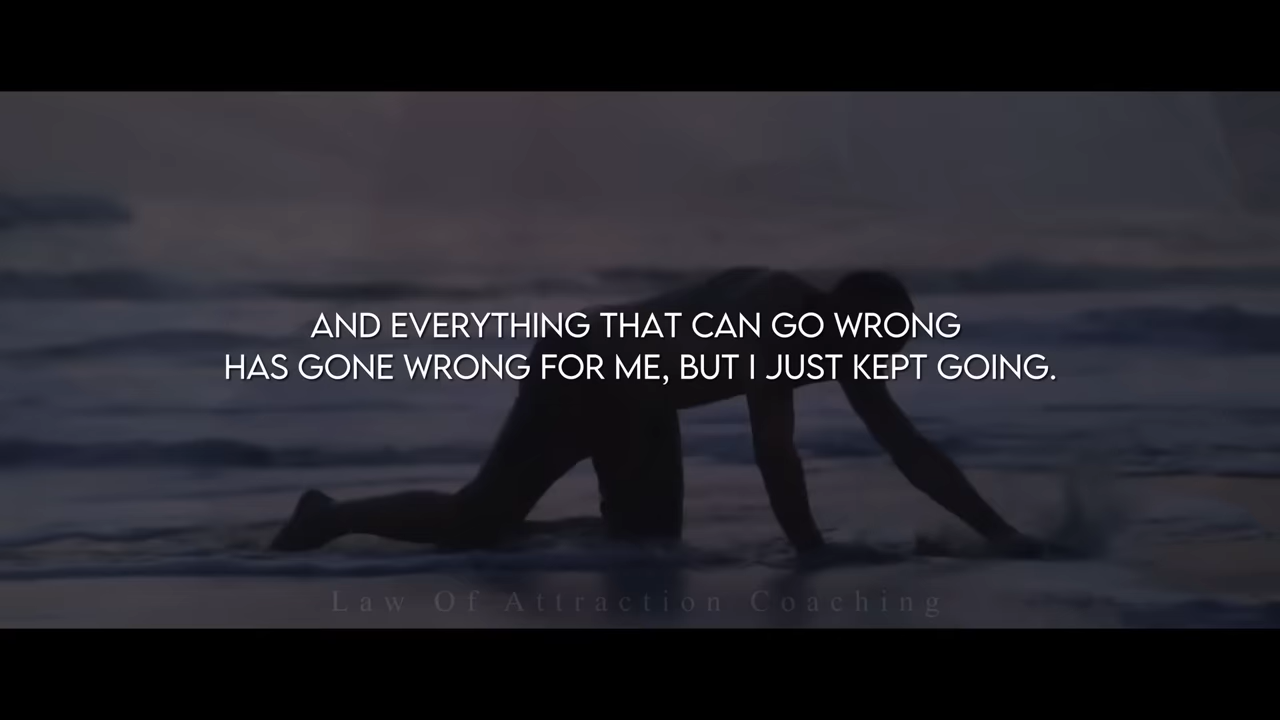 AND EVERYTHING THAT CAN GO WRONG
HAS GONE WRONG FOR ME, BUT I JUST KEPT GOING.
Law Of Attraction Coaching